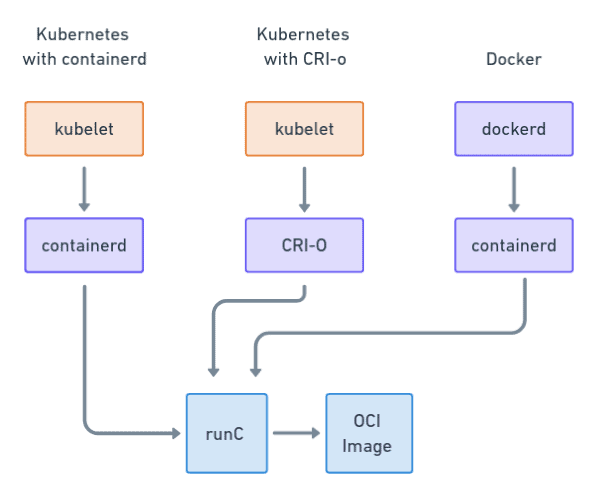 Kubernetes
with containerd
Kubernetes
with CRI-o
Docker
kubelet
kubelet
dockerd
containerd
CRI-O
containerd
runC
OCI
Image